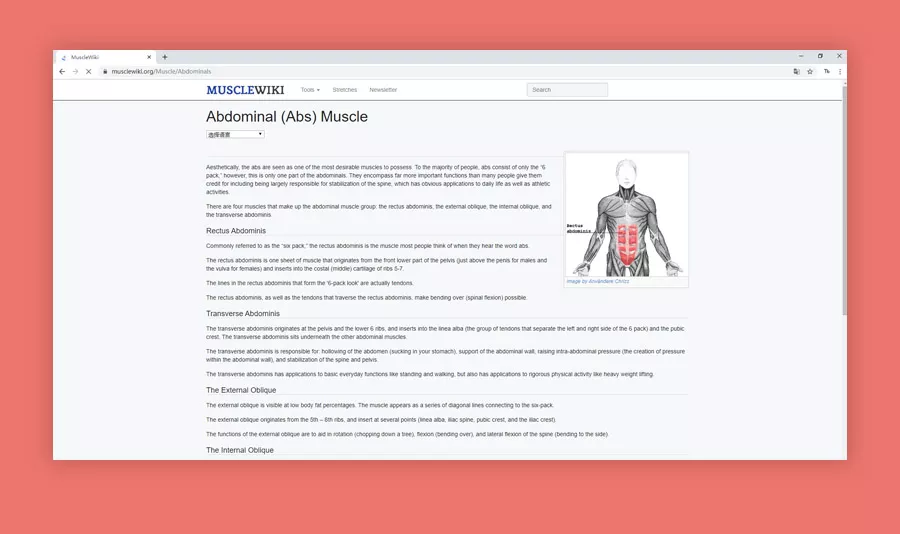 MuscleWiki
musclewiki.org/Muscle/Abdominals
MUSCLEWIKI
Tools
Stretches
Newsletter
Search
Abdominal (Abs) Muscle
选择语言
Aesthetically, the abs are seen as one of the most desirable muscles to possess. To the majority of people, abs consist of only the "6
pack," however, this is only one part of the abdominals. They encompass far more important functions than many people give them
credit for including being largely responsible for stabilization of the spine, which has obvious applications to daily life as well as athletic
activities.
There are four muscles that make up the abdominal muscle group: the rectus abdominis, the external oblique, the internal oblique, and
the transverse abdominis.
Rectus
abdominis
Image by Användare Chrizz
Rectus Abdominis
Commonly referred to as the "six pack," the rectus abdominis is the muscle most people think of when they hear the word abs.
The rectus abdominis is one sheet of muscle that originates from the front lower part of the pelvis (just above the penis for males and
the vulva for females) and inserts into the costal (middle) cartilage of ribs 5-7.
The lines in the rectus abdominis that form the '6-pack look' are actually tendons.
The rectus abdominis, as well as the tendons that traverse the rectus abdominis, make bending over (spinal flexion) possible.
Transverse Abdominis
The transverse abdominis originates at the pelvis and the lower 6 ribs, and inserts into the linea alba (the group of tendons that separate the left and right side of the 6 pack) and the pubic
crest. The transverse abdominis sits underneath the other abdominal muscles.
The transverse abdominis is responsible for: hollowing of the abdomen (sucking in your stomach), support of the abdominal wall, raising intra-abdominal pressure (the creation of pressure
within the abdominal wall), and stabilization of the spine and pelvis.
The transverse abdominis has applications to basic everyday functions like standing and walking, but also has applications to rigorous physical activity like heavy weight lifting.
The External Oblique
The external oblique is visible at low body fat percentages. The muscle appears as a series of diagonal lines connecting to the six-pack.
The external oblique originates from the 5th – 6th ribs, and insert at several points (linea alba, iliac spine, pubic crest, and the iliac crest).
The functions of the external oblique are to aid in rotation (chopping down a tree), flexion (bending over), and lateral flexion of the spine (bending to the side).
The Internal Oblique